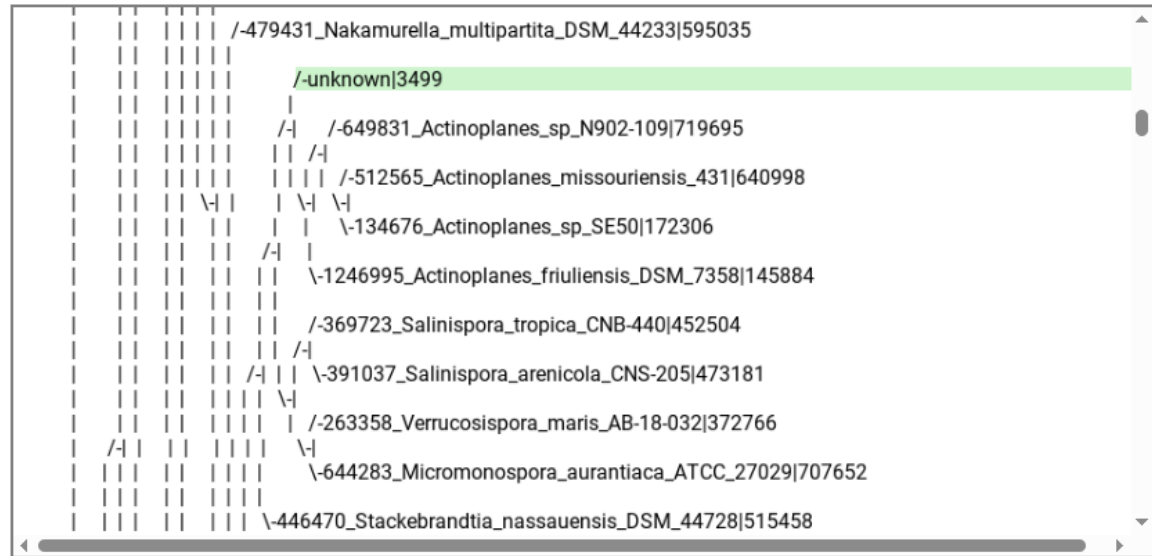 | | | | | | | | /-479431_Nakamurella_multipartita_DSM_44233|595035
| | | | | | | | |
| | | | | | | | | /-unknown|3499
| | | | | | | | | |
| | | | | | | | | /-| /-649831_Actinoplanes_sp_N902-109|719695
| | | | | | | | | | | /-|
| | | | | | | | | | | | | /-512565_Actinoplanes_missouriensis_431|640998
| | | | | \-| | | \-| \-|
| | | | | | | | | \-134676_Actinoplanes_sp_SE50|172306
| | | | | | | /-| |
| | | | | | | | | \-1246995_Actinoplanes_friuliensis_DSM_7358|145884
| | | | | | | | |
| | | | | | | | | /-369723_Salinispora_tropica_CNB-440|452504
| | | | | | | | | /-|
| | | | | | | /-| | | \-391037_Salinispora_arenicola_CNS-205|473181
| | | | | | | | | | \-|
| | | | | | | | | | | /-263358_Verrucosispora_maris_AB-18-032|372766
| /-| | | | | | | | \-|
| | | | | | | | | | \-644283_Micromonospora_aurantiaca_ATCC_27029|707652
| | | | | | | | | |
| | | | | | | | | \-446470_Stackebrandtia_nassauensis_DSM_44728|515458